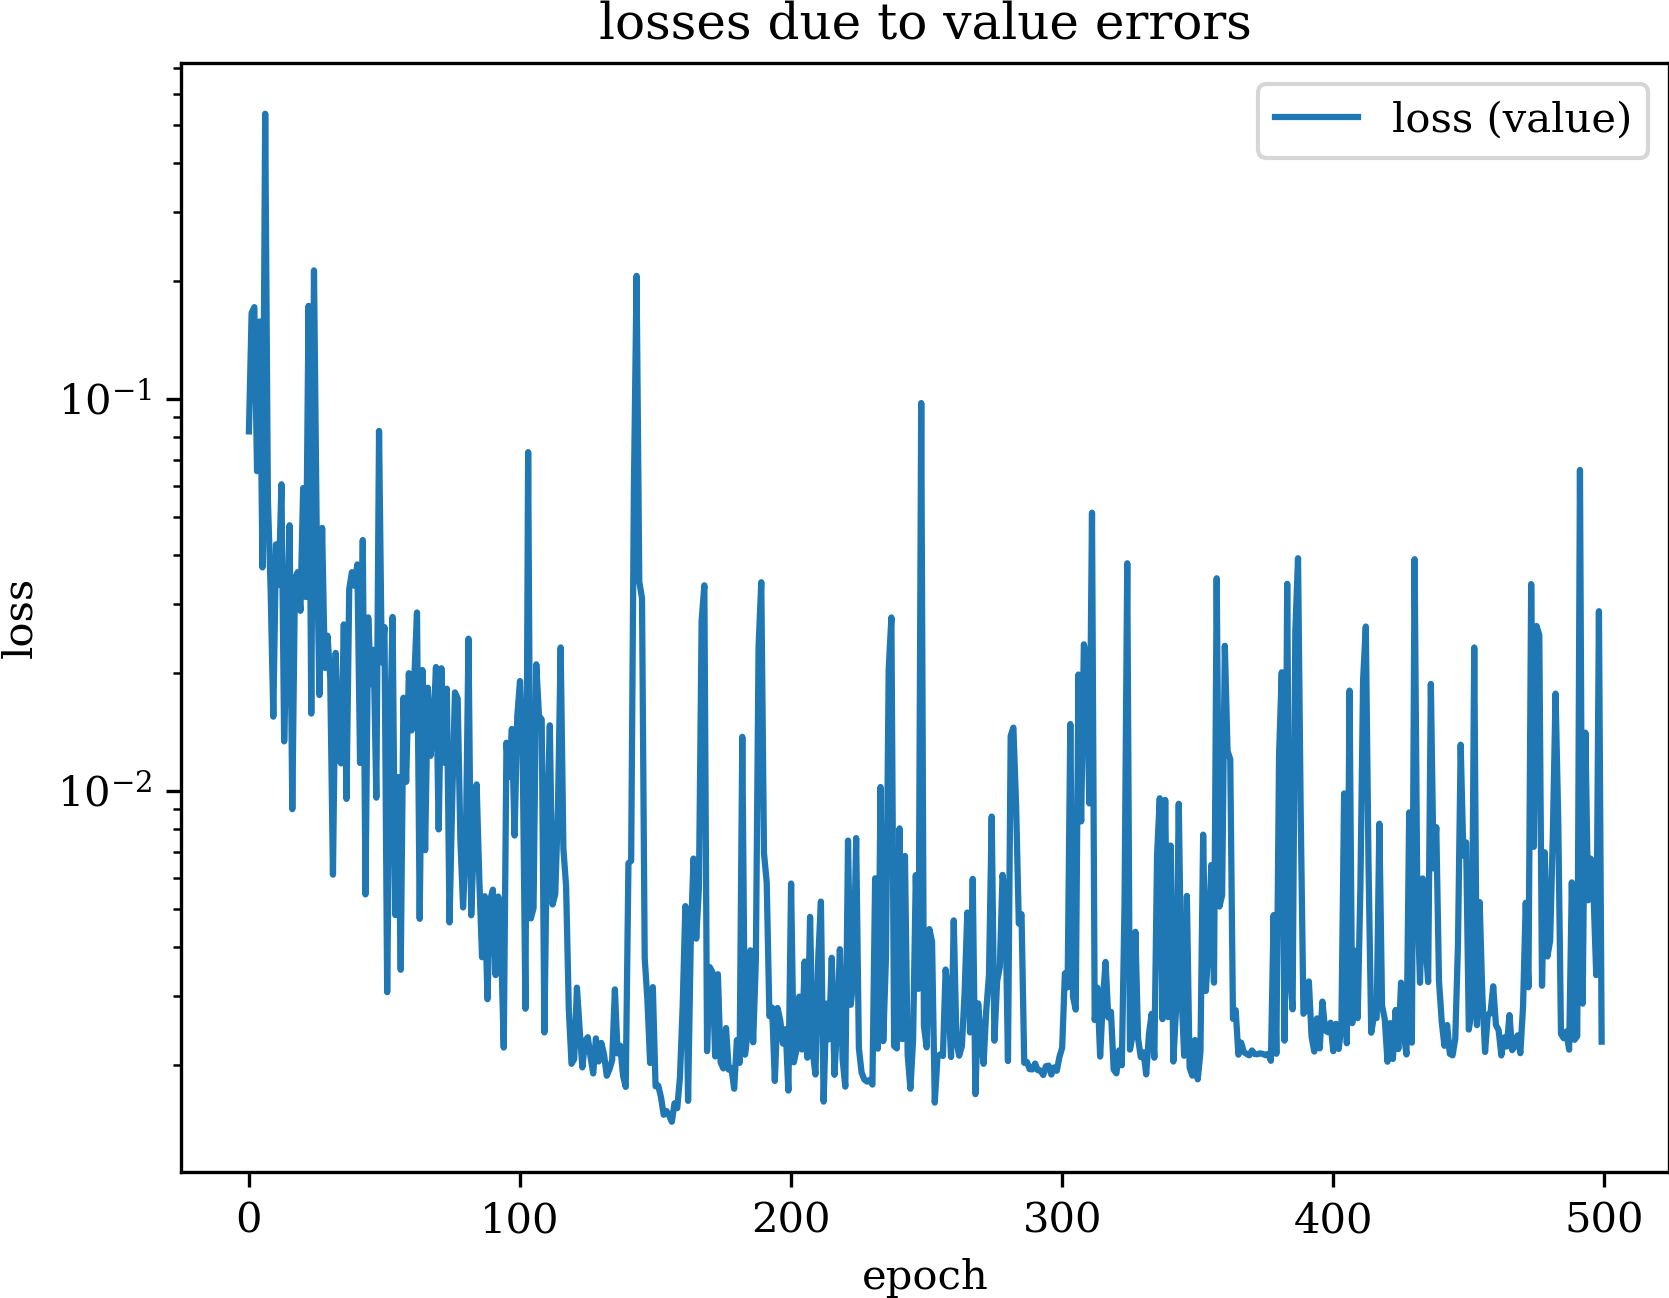 losses due to value errors
loss (value)
loss
10⁻¹
10⁻²
0 100 200 300 400 500
epoch